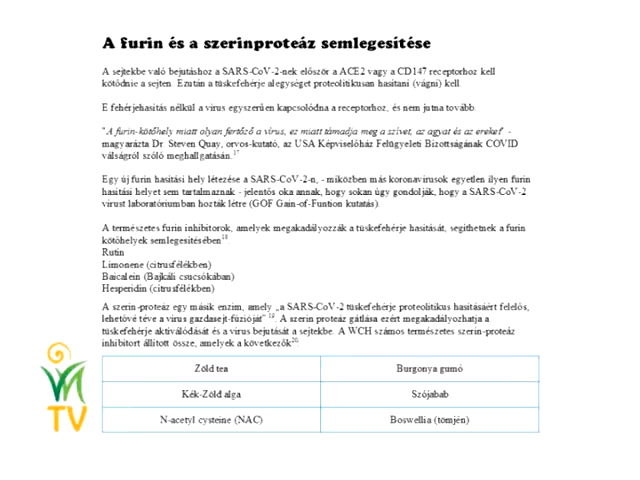 A furin és a szerinproteáz semlegesítése
A sejtekbe való bejutáshoz a SARS-CoV-2-nek először a ACE2 vagy a CD147 receptorhoz kell
kötődnie a sejten. Ezután a tüskefehérje alegységet proteolitikusan hasítani (vágni) kell.
E fehérjehasítás nélkül a vírus egyszerűen kapcsolódna a receptorhoz, és nem jutna tovább.
"A furin-kötőhely miatt olyan fertőző a vírus, ez miatt támadja meg a szívet, az agyat és az ereket" -
magyarázta Dr. Steven Quay, orvos-kutató, az USA Képviselőház Felügyeleti Bizottságának COVID
válságról szóló meghallgatásán.17
Egy új furin hasítási hely létezése a SARS-CoV-2-n, - miközben más koronavírusok egyetlen ilyen furin
hasítási helyet sem tartalmaznak - jelentős oka annak, hogy sokan úgy gondolják, hogy a SARS-CoV-2
vírust laboratóriumban hozták létre (GOF Gain-of-Funtion kutatás).
A természetes furin inhibitorok, amelyek megakadályozzák a tüskefehérje hasítását, segíthetnek a furin
kötőhelyek semlegesítésében18
Rutin
Limonene (citrusfélékben)
Baicalein (Bajkáli csucsókában)
Hesperidin (citrusfélékben)
A szerin-proteáz egy másik enzim, amely „a SARS-CoV-2 tüskefehérje proteolitikus hasításáért felelős,
lehetővé téve a vírus gazdasejt-fúzióját" 19. A szerin proteáz gátlása ezért megakadályozhatja a
tüskefehérje aktiválódását és a vírus bejutását a sejtekbe. A WCH számos természetes szerin-proteáz
inhibitort állított össze, amelyek a következők20:
Zöld tea
Burgonya gumó
Kék-Zöld alga
Szójabab
N-acetyl cysteine (NAC)
Boswellia (tömjén)
TV